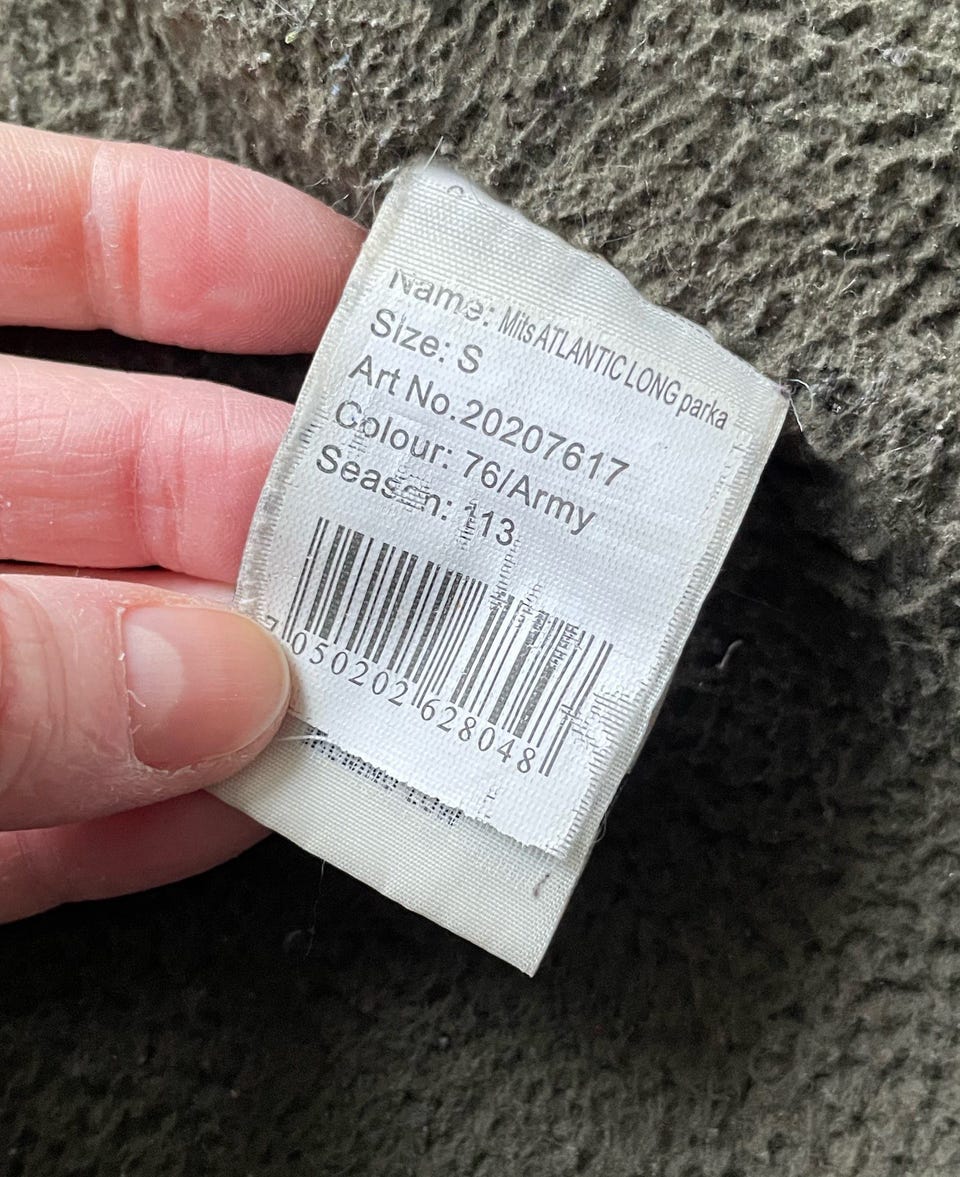 Name: Mits ATLANTIC LONG parka
Size: S
Art No.20207617
Colour: 76/Army
Season: 113
7050202628048